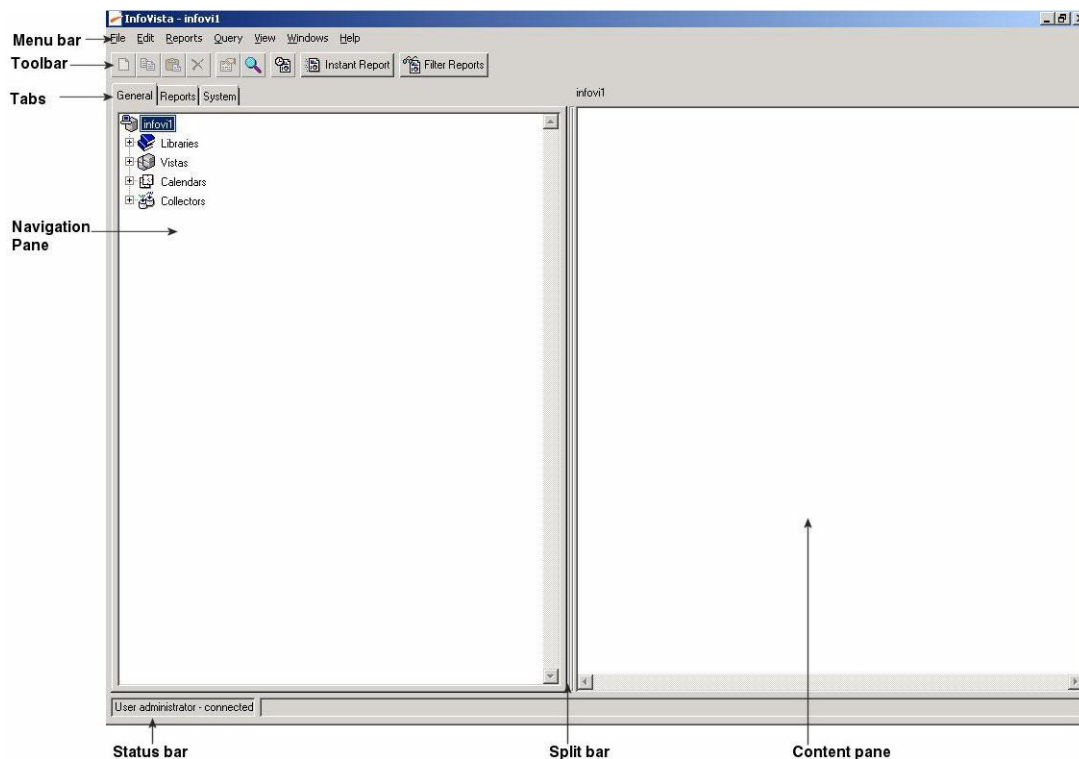 InfoVista - infovi1
Menu bar
File Edit Reports Query View Windows Help
Toolbar
Instant Report Filter Reports
Tabs
General Reports System
infovi1
infovi1
Libraries
Vistas
Calendars
Collectors
Navigation
Pane
User administrator - connected
Status bar
Split bar
Content pane